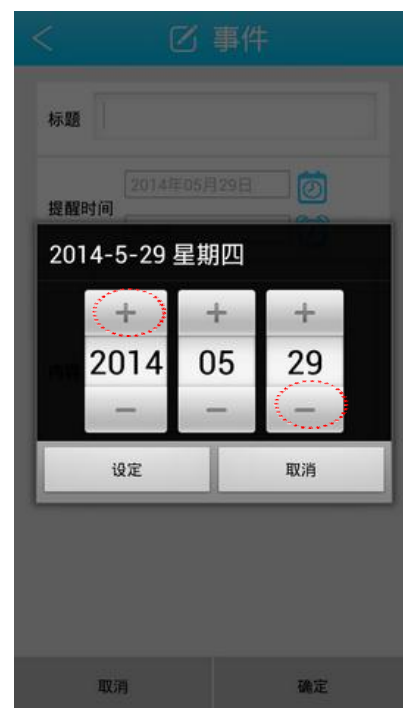 事件
标题
2014年05月29日
提醒时间
2014-5-29 星期四
+ + +
2014 05 29
- - -
设定 取消
取消 确定